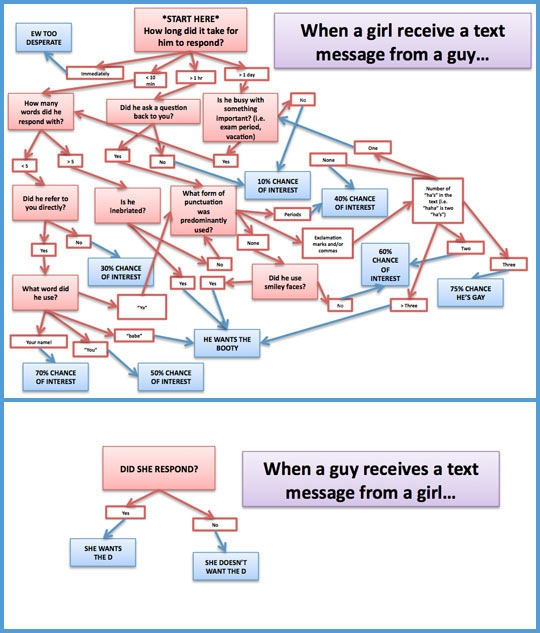 *START HERE*
How long did it take for
him to respond?
When a girl receive a text
message from a guy...
EW TOO
DESPERATE
Immediately
< 10
min
> 1 hr
> 1 day
How many
words did he
respond with?
Did he ask a question
back to you?
Is he busy with
something
important? (i.e.
exam period,
vacation)
No
Yes
No
Yes
One
None
< 5
> 5
10% CHANCE
OF INTEREST
40% CHANCE
OF INTEREST
Number of
"ha's" in the
text (i.e.
"haha" is two
"ha's")
Did he refer to
you directly?
Is he
inebriated?
What form of
punctuation
was
predominantly
used?
Periods
Exclamation
marks and/or
commas
None
Yes
No
30% CHANCE
OF INTEREST
No
Yes
Yes
Did he use
smiley faces?
No
60%
CHANCE
OF
INTEREST
Two
Three
75% CHANCE
HE'S GAY
> Three
What word did
he use?
"Ya"
HE WANTS THE
BOOTY
Your name!
"You"
"babe"
70% CHANCE
OF INTEREST
50% CHANCE
OF INTEREST
DID SHE RESPOND?
When a guy receives a text
message from a girl...
Yes
No
SHE WANTS
THE D
SHE DOESN'T
WANT THE D